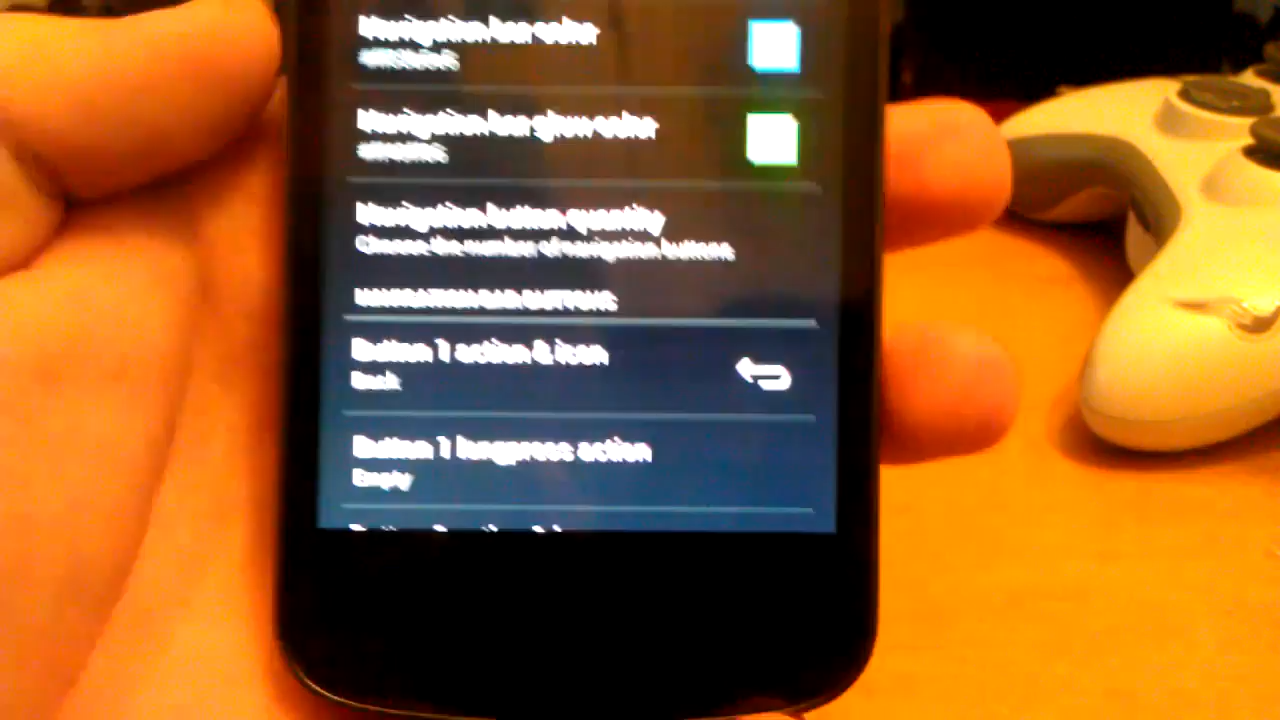 Navigation bar color
Navigation bar glow color
Navigation button quantity
Choose the number of navigation buttons
NAVIGATION BAR BUTTONS
Button 1 action & icon
Back
Button 1 longpress action
Empty